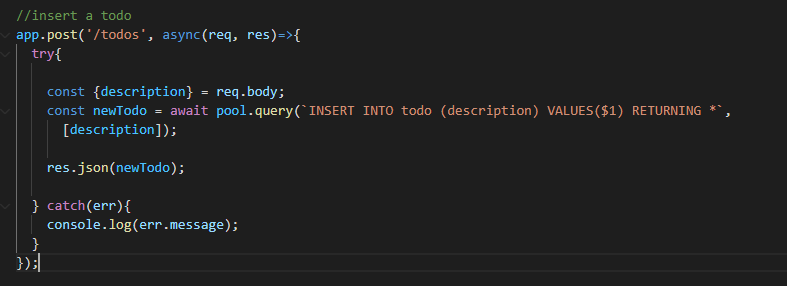 //insert a todo
app.post('/todos', async(req, res)=>{
try{
const {description} = req.body;
const newTodo = await pool.query(`INSERT INTO todo (description) VALUES($1) RETURNING *`,
[description]);
res.json(newTodo);
} catch(err){
console.log(err.message);
}
});